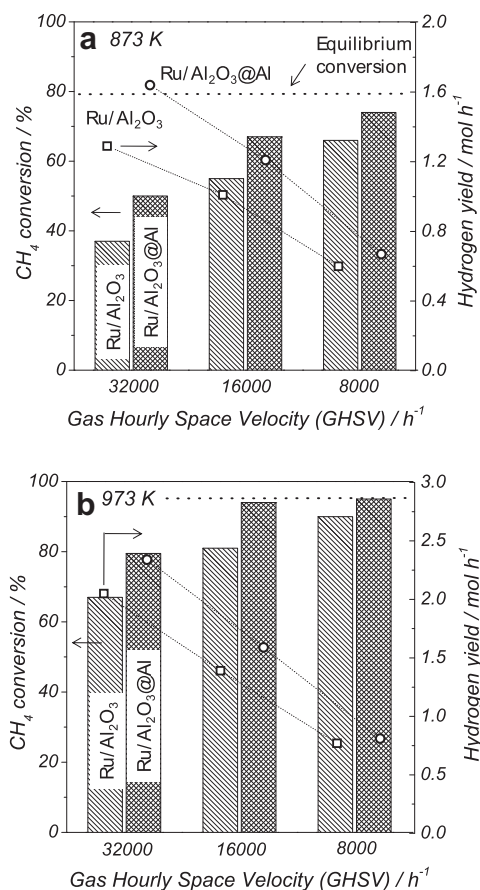 a 873 K
Equilibrium
conversion
Ru/Al2O3@Al
Ru/Al2O3
Ru/Al2O3
Ru/Al2O3@Al
100
80
60
40
20
0
CH4 conversion / %
2.0
1.6
1.2
0.8
0.4
0.0
Hydrogen yield / mol h-1
32000 16000 8000
Gas Hourly Space Velocity (GHSV) / h-1
b 973 K
Ru/Al2O3
Ru/Al2O3@Al
100
80
60
40
20
0
CH4 conversion / %
3.0
2.5
2.0
1.5
1.0
0.5
0.0
Hydrogen yield / mol h-1
32000 16000 8000
Gas Hourly Space Velocity (GHSV) / h-1